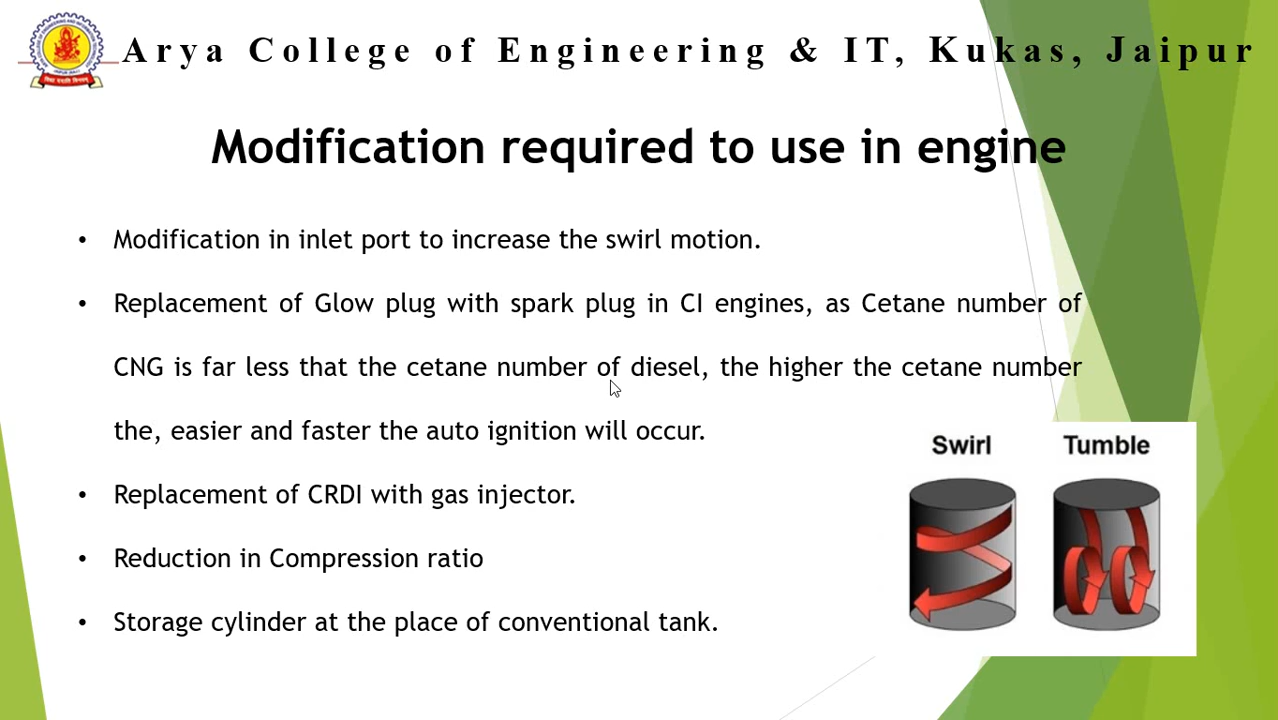 Arya College of Engineering & IT, Kukas, Jaipur
Modification required to use in engine
• Modification in inlet port to increase the swirl motion.
• Replacement of Glow plug with spark plug in CI engines, as Cetane number of
CNG is far less that the cetane number of diesel, the higher the cetane number
the, easier and faster the auto ignition will occur.
• Replacement of CRDI with gas injector.
• Reduction in Compression ratio
• Storage cylinder at the place of conventional tank.
Swirl Tumble